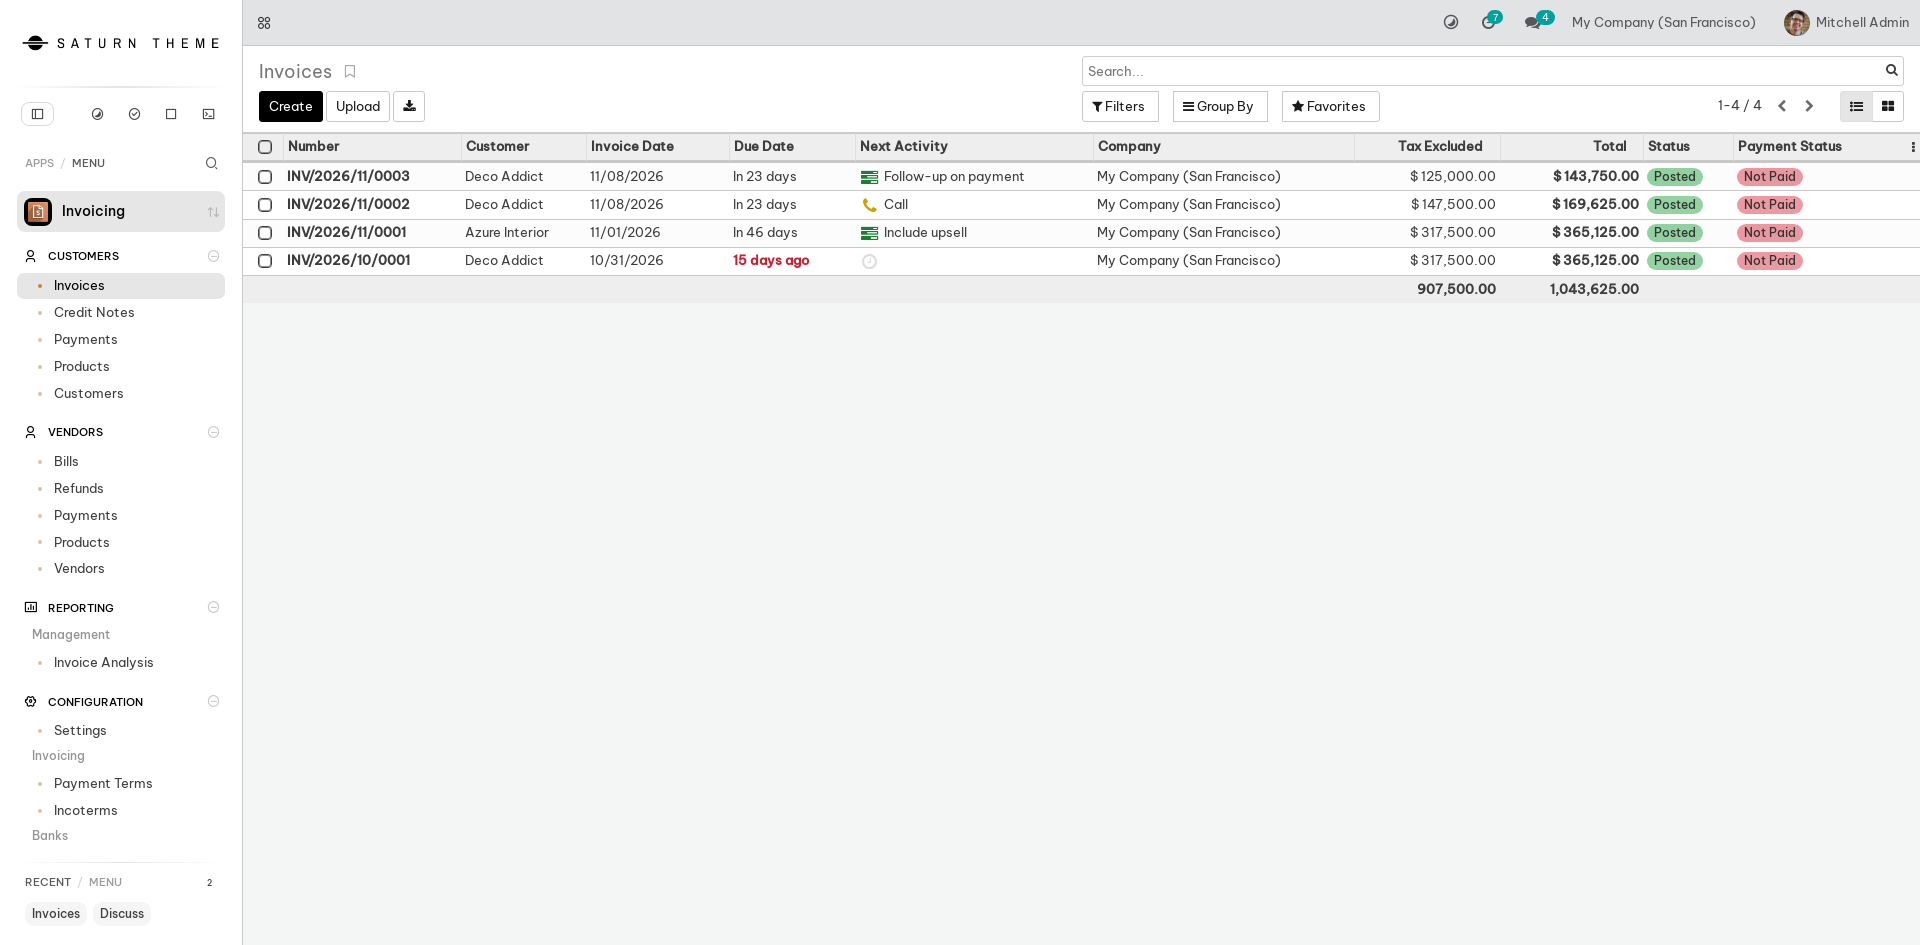 SATURN THEME
APPS / MENU
Invoicing
CUSTOMERS
Invoices
Credit Notes
Payments
Products
Customers
VENDORS
Bills
Refunds
Payments
Products
Vendors
REPORTING
Management
Invoice Analysis
CONFIGURATION
Settings
Invoicing
Payment Terms
Incoterms
Banks
RECENT / MENU 2
Invoices Discuss
7 4 My Company (San Francisco) Mitchell Admin
Invoices
Search...
Create Upload
Filters Group By Favorites 1-4 / 4
Number Customer Invoice Date Due Date Next Activity Company Tax Excluded Total Status Payment Status
INV/2026/11/0003 Deco Addict 11/08/2026 In 23 days Follow-up on payment My Company (San Francisco) $ 125,000.00 $ 143,750.00 Posted Not Paid
INV/2026/11/0002 Deco Addict 11/08/2026 In 23 days Call My Company (San Francisco) $ 147,500.00 $ 169,625.00 Posted Not Paid
INV/2026/11/0001 Azure Interior 11/01/2026 In 46 days Include upsell My Company (San Francisco) $ 317,500.00 $ 365,125.00 Posted Not Paid
INV/2026/10/0001 Deco Addict 10/31/2026 15 days ago My Company (San Francisco) $ 317,500.00 $ 365,125.00 Posted Not Paid
907,500.00 1,043,625.00